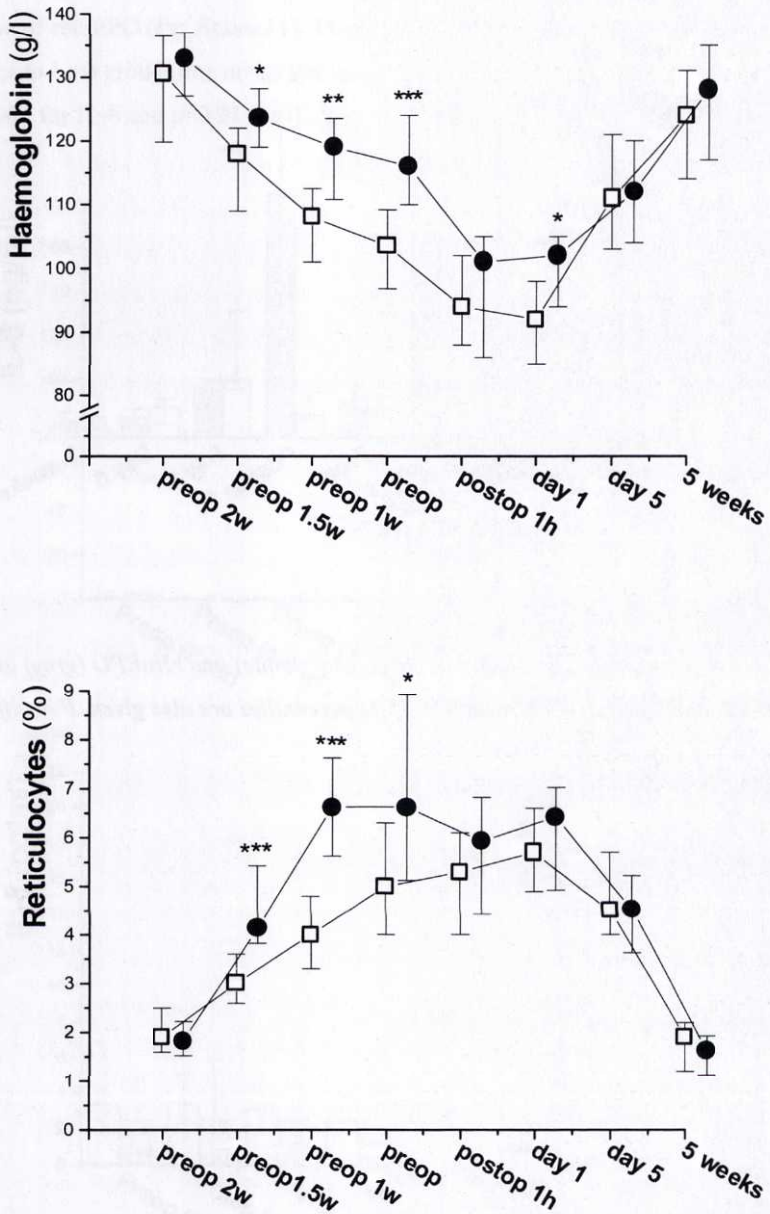 Haemoglobin (g/l)
140
130
120
110
100
90
80
0
*
**
***
*
preop 2w
preop 1.5w
preop 1w
preop
postop 1h
day 1
day 5
5 weeks
Reticulocytes (%)
9
8
7
6
5
4
3
2
1
0
***
***
*
preop 2w
preop1.5w
preop 1w
preop
postop 1h
day 1
day 5
5 weeks